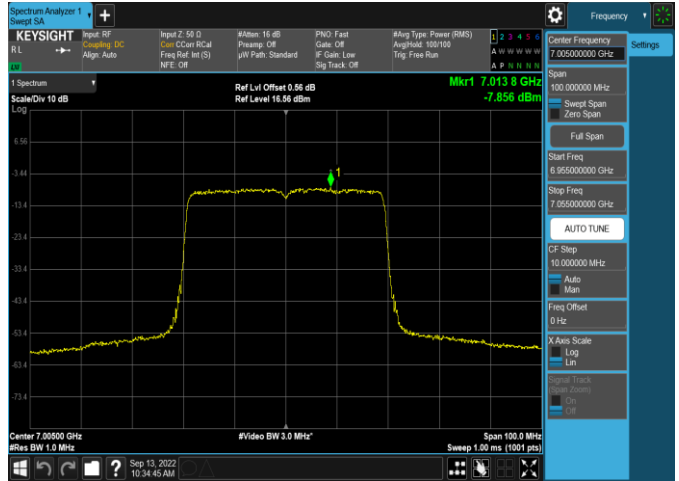 Spectrum Analyzer 1
Swept SA
+
Frequency
KEYSIGHT
R L
AM
Input: RF
Coupling: DC
Align: Auto
Input Z: 50 Ω
Corr CCorr RCal
Freq Ref: Int (S)
NFE: Off
#Atten: 16 dB
Preamp: Off
µW Path: Standard
PNO: Fast
Gate: Off
IF Gain: Low
Sig Track: Off
#Avg Type: Power (RMS)
Avg|Hold: 100/100
Trig: Free Run
1 2 3 4 5 6
A W W W W W
A P N N N N
1 Spectrum
Scale/Div 10 dB
Log
Ref Lvl Offset 0.56 dB
Ref Level 16.56 dBm
Mkr1 7.013 8 GHz
-7.856 dBm
1
6.56
-3.44
-13.4
-23.4
-33.4
-43.4
-53.4
-63.4
-73.4
Center 7.00500 GHz
#Res BW 1.0 MHz
#Video BW 3.0 MHz*
Span 100.0 MHz
Sweep 1.00 ms (1001 pts)
?
Sep 13, 2022
10:34:45 AM
Settings
Center Frequency
7.005000000 GHz
Span
100.000000 MHz
Swept Span
Zero Span
Full Span
Start Freq
6.955000000 GHz
Stop Freq
7.055000000 GHz
AUTO TUNE
CF Step
10.000000 MHz
Auto
Man
Freq Offset
0 Hz
X Axis Scale
Log
Lin
Signal Track
(Span Zoom)
On
Off